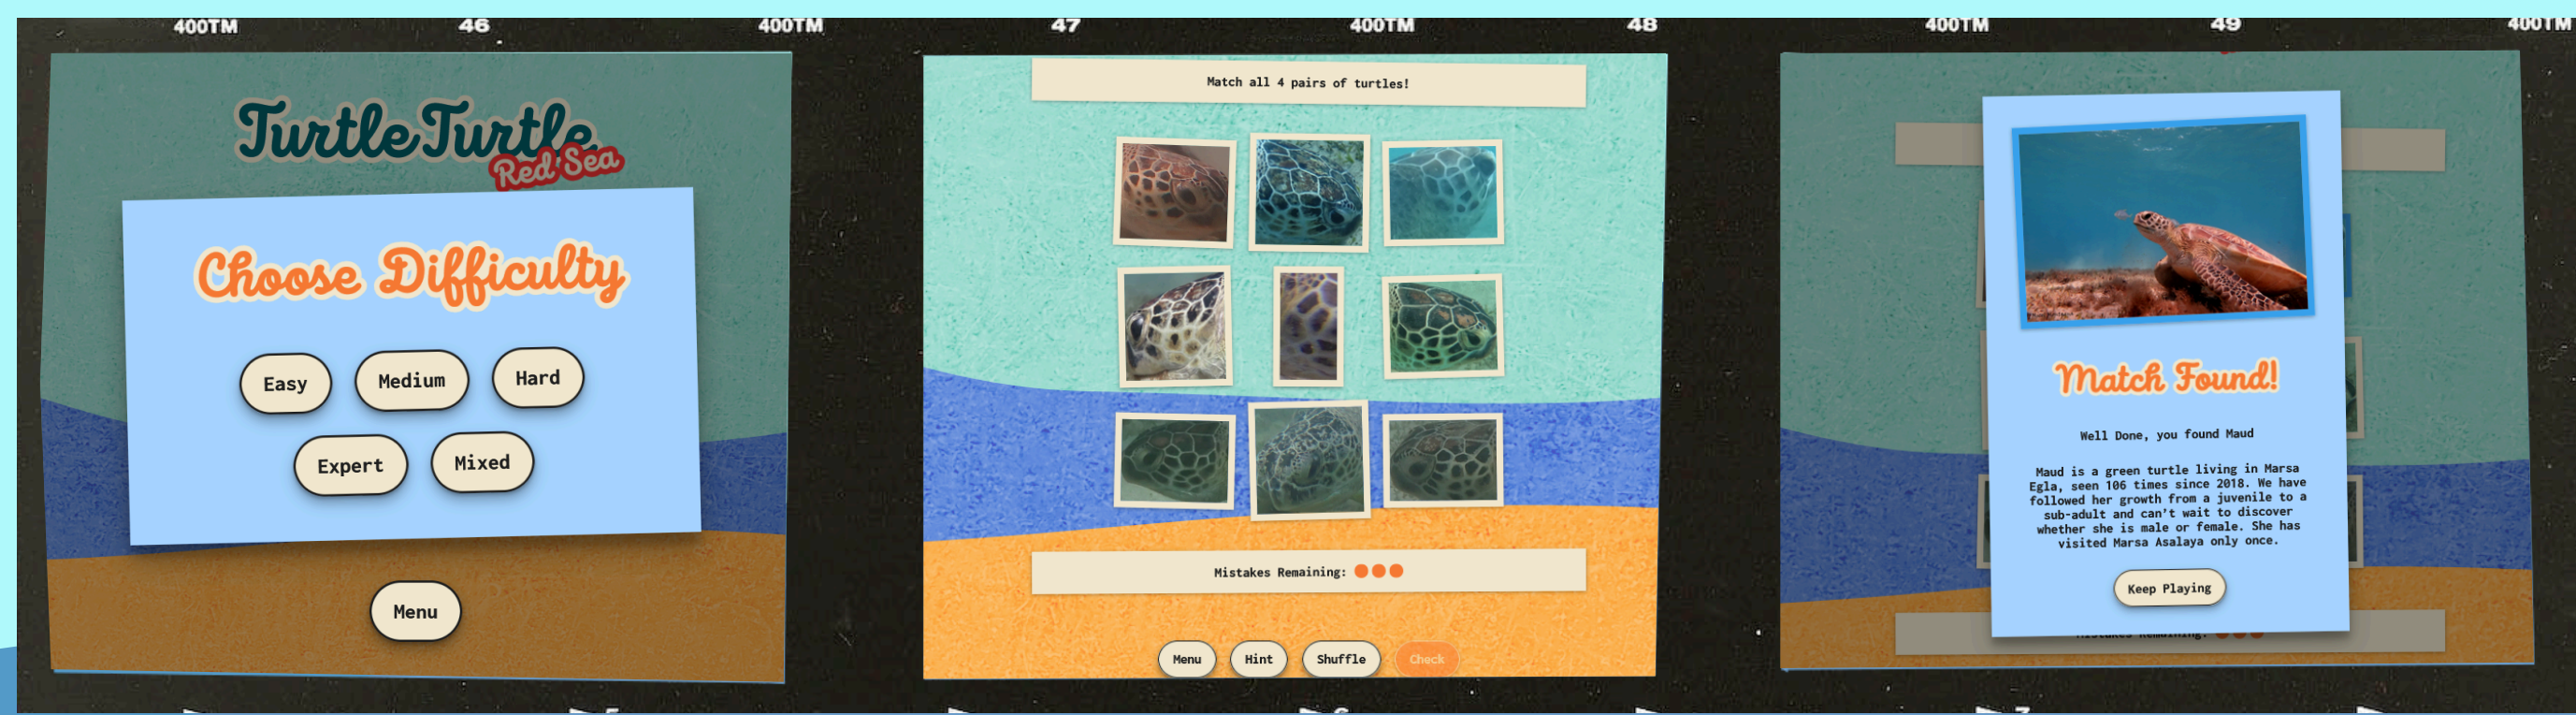 400TM 46 400TM 47 400TM 48 400TM 49 400TM
TurtleTurtle
Red Sea
Choose Difficulty
Easy Medium Hard
Expert Mixed
Menu
Match all 4 pairs of turtles!
Mistakes Remaining:
Menu Hint Shuffle Check
Match Found!
Well Done, you found Maud
Maud is a green turtle living in Marsa
Egla, seen 106 times since 2018. We have
followed her growth from a juvenile to a
sub-adult and can't wait to discover
whether she is male or female. She has
visited Marsa Asalaya only once.
Keep Playing
Mistakes Remaining: